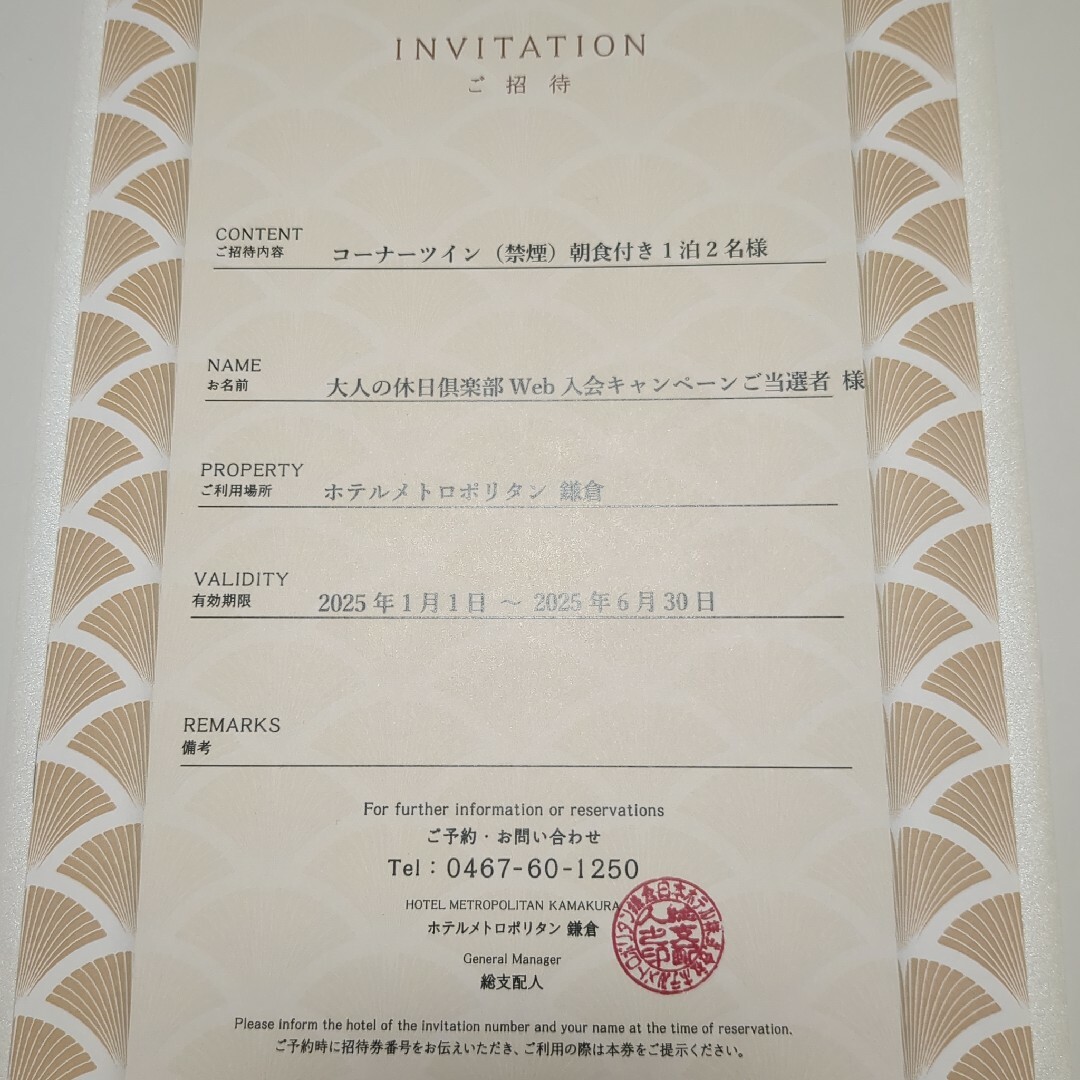 INVITATION
ご招待
CONTENT
ご招待内容
コーナーツイン（禁煙）朝食付き1泊2名様
NAME
お名前
大人の休日倶楽部Web入会キャンペーンご当選者 様
PROPERTY
ご利用場所
ホテルメトロポリタン 鎌倉
VALIDITY
有効期限
2025年1月1日 ～ 2025年6月30日
REMARKS
備考
For further information or reservations
ご予約・お問い合わせ
Tel：0467-60-1250
HOTEL METROPOLITAN KAMAKURA
ホテルメトロポリタン 鎌倉
General Manager
総支配人
Please inform the hotel of the invitation number and your name at the time of reservation.
ご予約時に招待券番号をお伝えいただき、ご利用の際は本券をご提示ください。